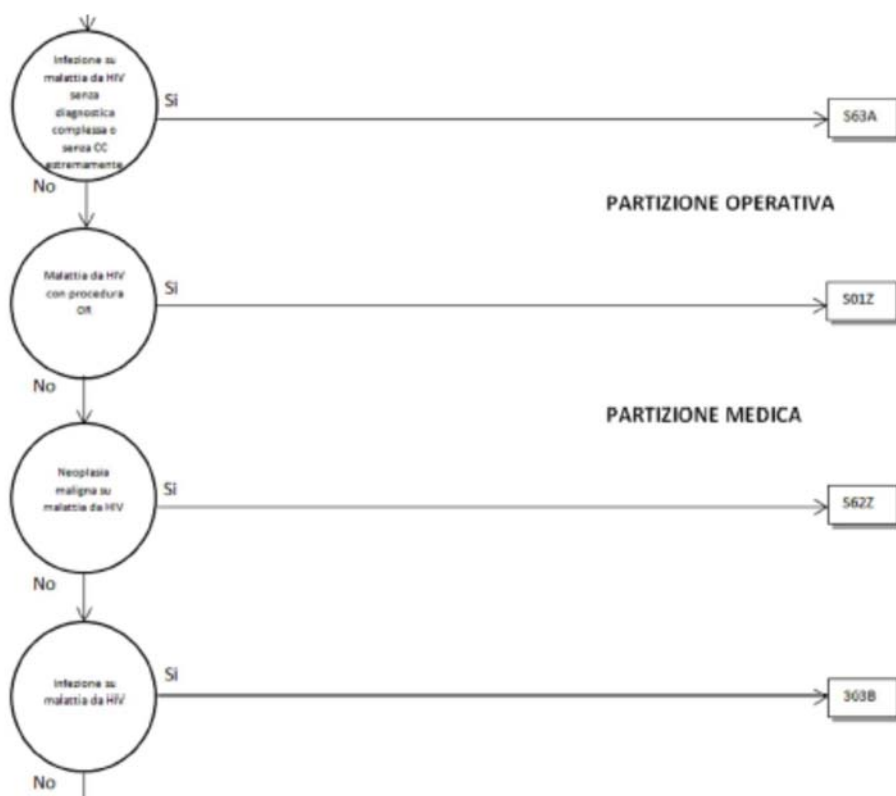 Infezione su
malattia da HIV
senza
diagnostica
complessa o
senza CC
estremamente
Si
S63A
No
PARTIZIONE OPERATIVA
Malattia da HIV
con procedura
OR
Si
S01Z
No
PARTIZIONE MEDICA
Neoplasia
maligna su
malattia da HIV
Si
S62Z
No
Infezione su
malattia da HIV
Si
303B
No